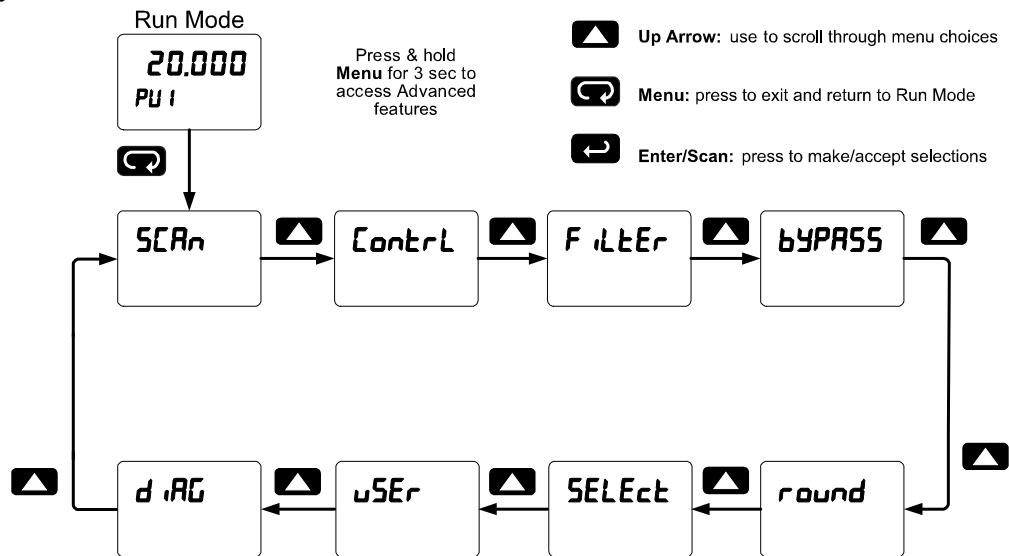 Run Mode
20.000
PU1
Press & hold
Menu for 3 sec to
access Advanced
features
Up Arrow: use to scroll through menu choices
Menu: press to exit and return to Run Mode
Enter/Scan: press to make/accept selections
SCAn
ContrL
FiLtEr
bYPASS
diAG
uSEr
SELEct
round